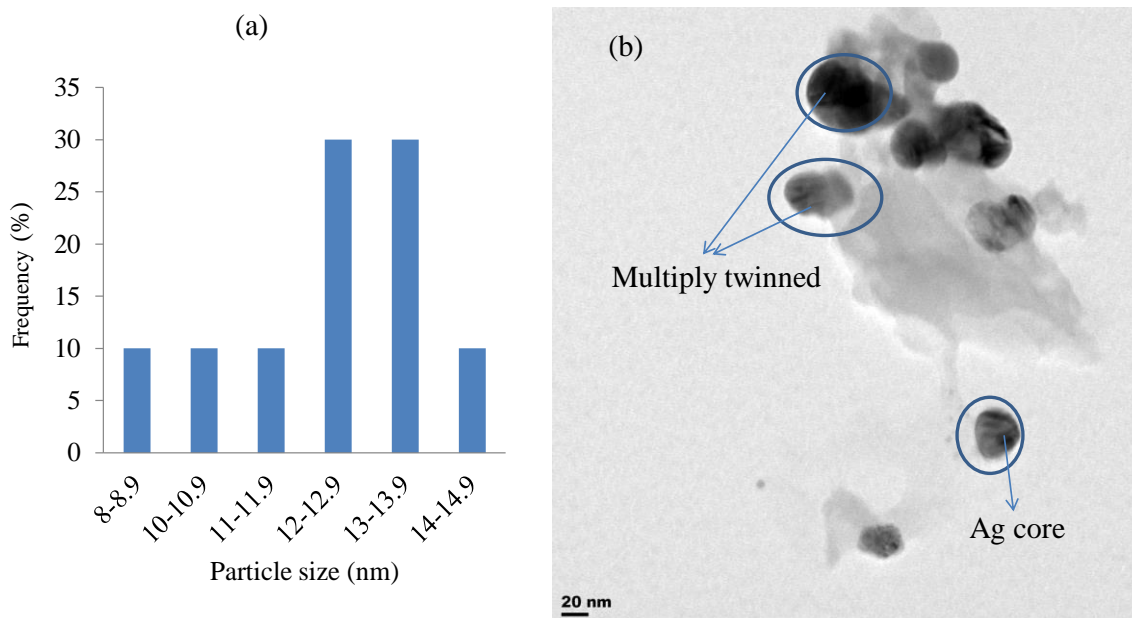 (a)
35
30
25
20
15
10
5
0
Frequency (%)
8-8.9
10-10.9
11-11.9
12-12.9
13-13.9
14-14.9
Particle size (nm)
(b)
Multiply twinned
Ag core
20 nm